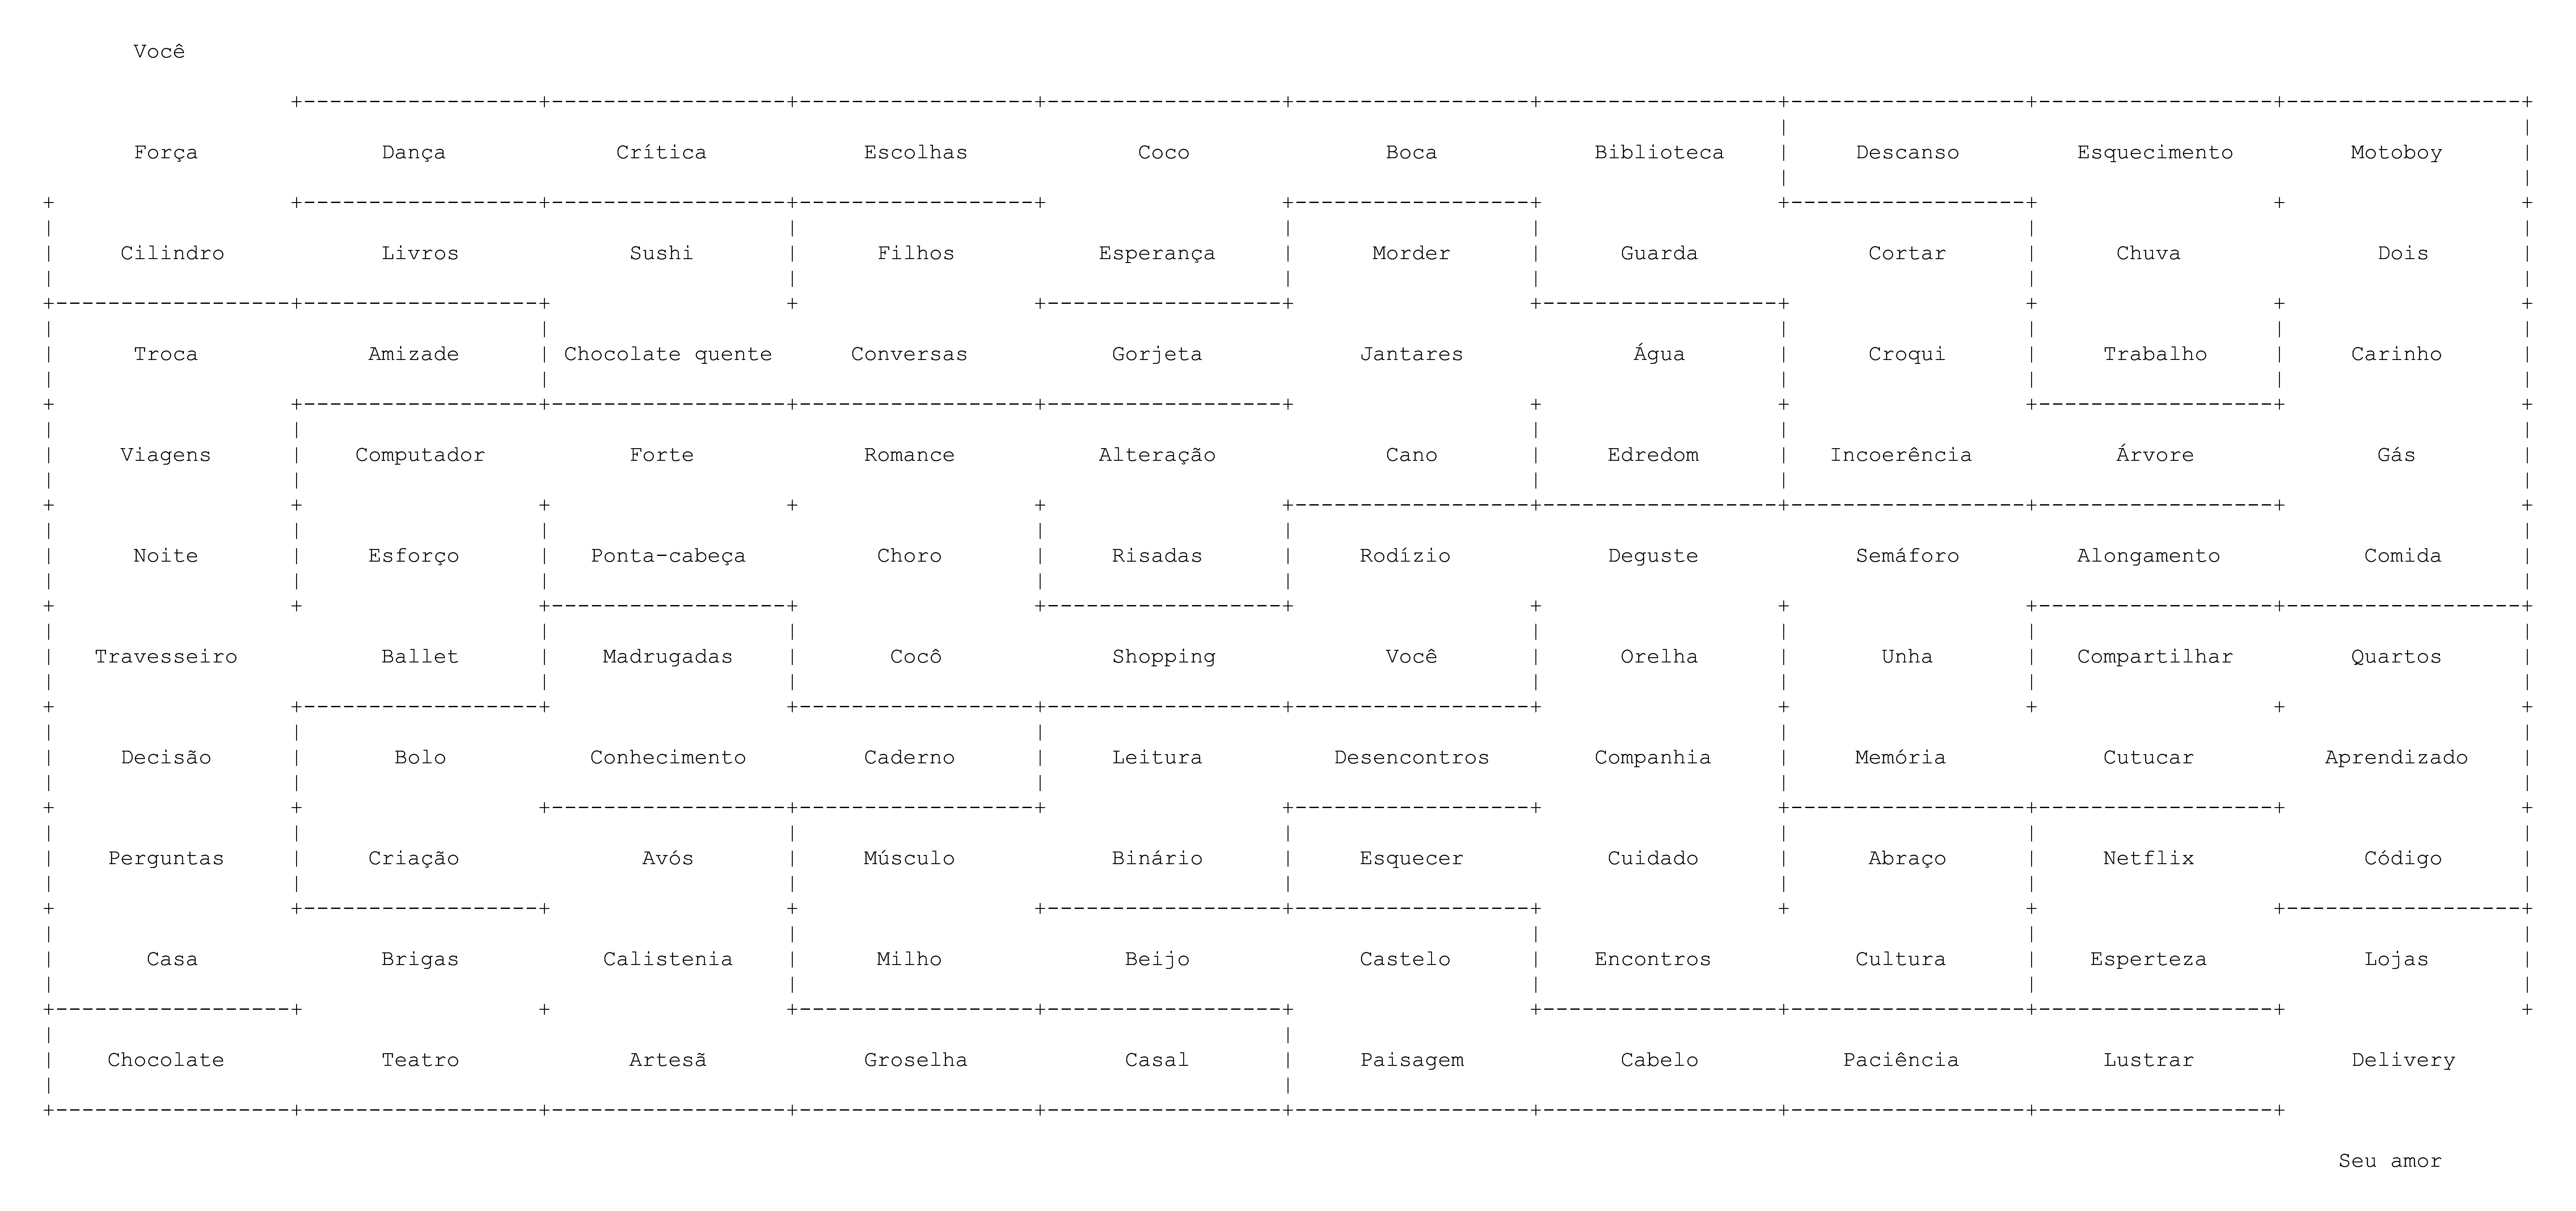 Você
Força Dança Crítica Escolhas Coco Boca Biblioteca Descanso Esquecimento Motoboy
Cilindro Livros Sushi Filhos Esperança Morder Guarda Cortar Chuva Dois
Troca Amizade Chocolate quente Conversas Gorjeta Jantares Água Croqui Trabalho Carinho
Viagens Computador Forte Romance Alteração Cano Edredom Incoerência Árvore Gás
Noite Esforço Ponta-cabeça Choro Risadas Rodízio Deguste Semáforo Alongamento Comida
Travesseiro Ballet Madrugadas Cocô Shopping Você Orelha Unha Compartilhar Quartos
Decisão Bolo Conhecimento Caderno Leitura Desencontros Companhia Memória Cutucar Aprendizado
Perguntas Criação Avós Músculo Binário Esquecer Cuidado Abraço Netflix Código
Casa Brigas Calistenia Milho Beijo Castelo Encontros Cultura Esperteza Lojas
Chocolate Teatro Artesã Groselha Casal Paisagem Cabelo Paciência Lustrar Delivery
Seu amor